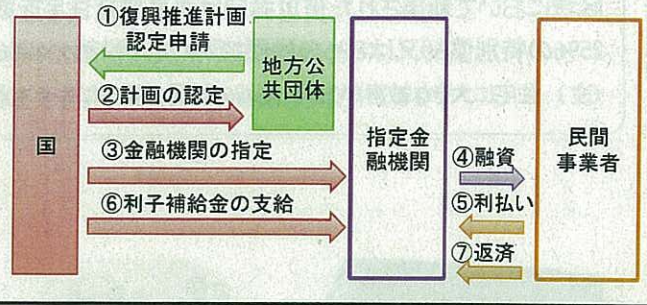 ①復興推進計画
認定申請
地方公
共団体
②計画の認定
国
③金融機関の指定
指定金
融機関
④融資
民間
事業者
⑥利子補給金の支給
⑤利払い
⑦返済